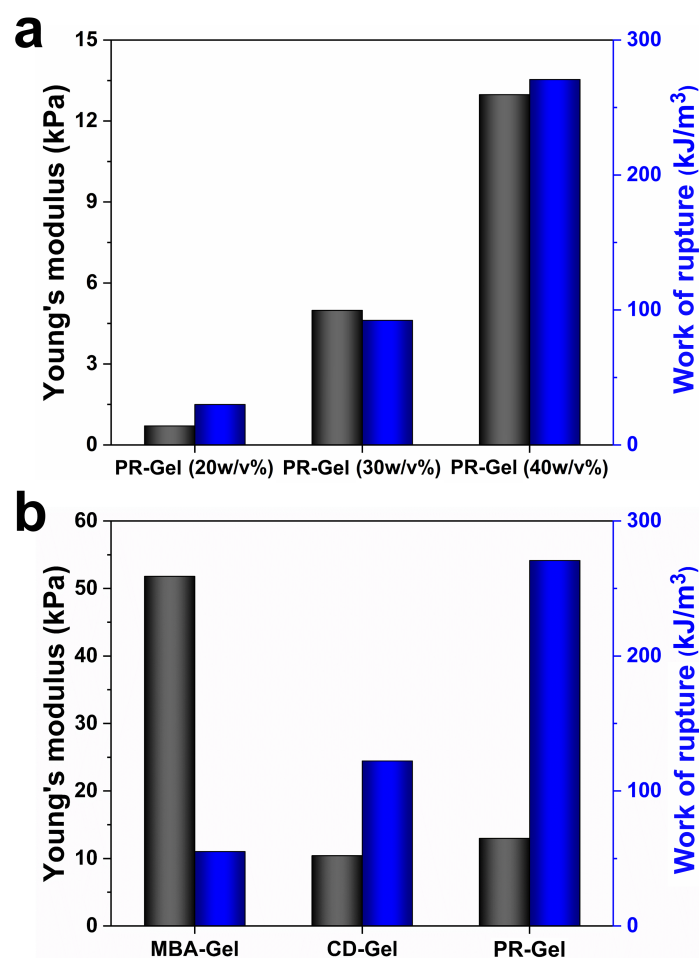 a
15
12
9
6
3
0
Young's modulus (kPa)
300
200
100
0
Work of rupture (kJ/m³)
PR-Gel (20w/v%) PR-Gel (30w/v%) PR-Gel (40w/v%)
b
60
50
40
30
20
10
0
Young's modulus (kPa)
300
200
100
0
Work of rupture (kJ/m³)
MBA-Gel CD-Gel PR-Gel